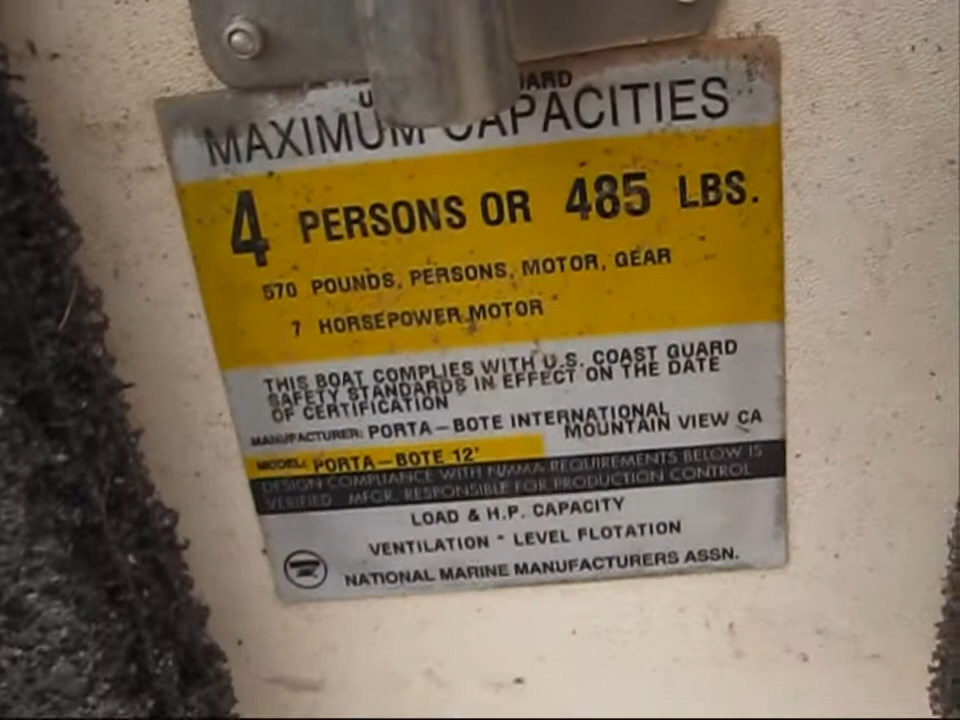 MAXIMUM CAPACITIES
4 PERSONS OR 485 LBS.
570 POUNDS, PERSONS, MOTOR, GEAR
7 HORSEPOWER MOTOR
THIS BOAT COMPLIES WITH U.S. COAST GUARD
SAFETY STANDARDS IN EFFECT ON THE DATE
OF CERTIFICATION
MANUFACTURER: PORTA-BOTE INTERNATIONAL
MOUNTAIN VIEW CA
MODEL: PORTA-BOTE 12'
DESIGN COMPLIANCE WITH NMMA REQUIREMENTS BELOW IS
VERIFIED. MFGR. RESPONSIBLE FOR PRODUCTION CONTROL
LOAD & H.P. CAPACITY
VENTILATION - LEVEL FLOTATION
NATIONAL MARINE MANUFACTURERS ASSN.